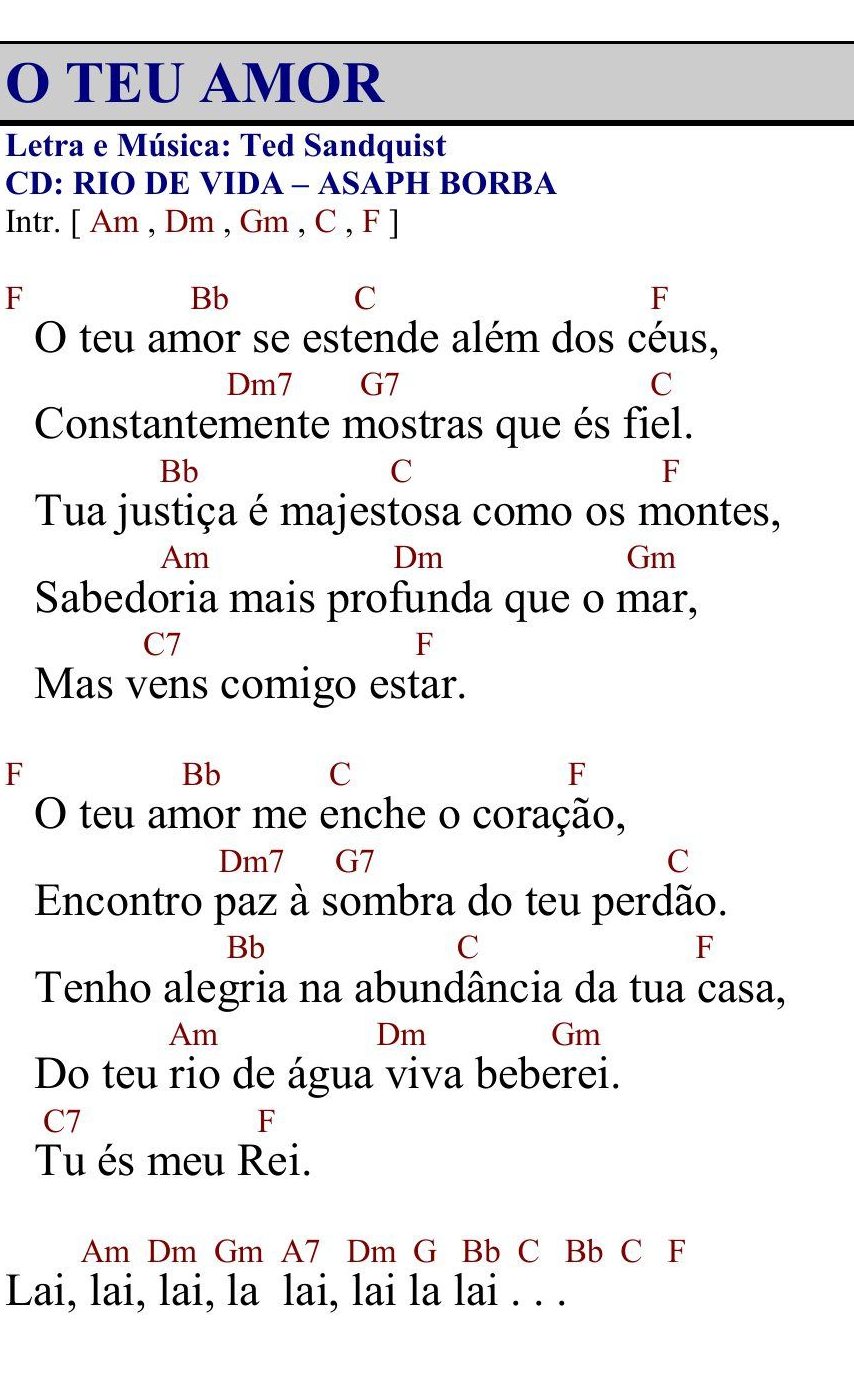 O TEU AMOR
Letra e Música: Ted Sandquist
CD: RIO DE VIDA – ASAPH BORBA
Intr. [ Am , Dm , Gm , C , F ]
F Bb C F
O teu amor se estende além dos céus,
Dm7 G7 C
Constantemente mostras que és fiel.
Bb C F
Tua justiça é majestosa como os montes,
Am Dm Gm
Sabedoria mais profunda que o mar,
C7 F
Mas vens comigo estar.
F Bb C F
O teu amor me enche o coração,
Dm7 G7 C
Encontro paz à sombra do teu perdão.
Bb C F
Tenho alegria na abundância da tua casa,
Am Dm Gm
Do teu rio de água viva beberei.
C7 F
Tu és meu Rei.
Am Dm Gm A7 Dm G Bb C Bb C F
Lai, lai, lai, la lai, lai la lai . . .